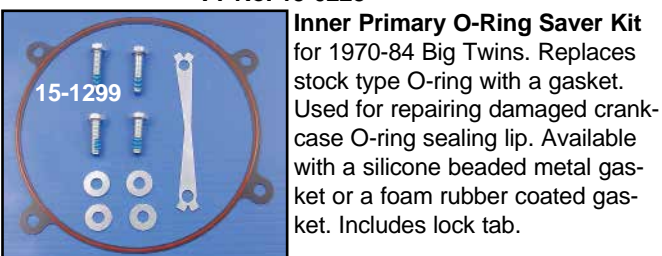 Inner Primary O-Ring Saver Kit
for 1970-84 Big Twins. Replaces
stock type O-ring with a gasket.
Used for repairing damaged crank-
case O-ring sealing lip. Available
with a silicone beaded metal gas-
ket or a foam rubber coated gas-
ket. Includes lock tab.
15-1299